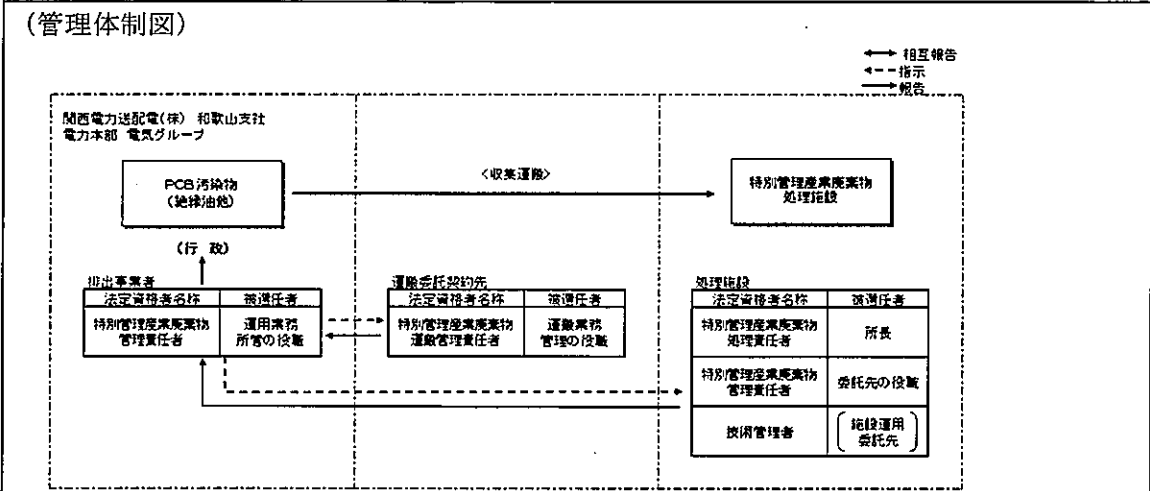 (管理体制図)
相互報告
指示
報告
関西電力送配電(株) 和歌山支社
電力本部 電気グループ
PCB汚染物
(絶縁油他)
<収集運搬>
特別管理産業廃棄物
処理施設
(行 政)
排出事業者
法定資格者名称 被選任者
特別管理産業廃棄物
管理責任者
運用業務
所管の役職
運搬委託契約先
法定資格者名称 被選任者
特別管理産業廃棄物
運搬管理責任者
運搬業務
管理の役職
処理施設
法定資格者名称 被選任者
特別管理産業廃棄物
処理責任者
所長
特別管理産業廃棄物
管理責任者
委託先の役職
技術管理者
施設運用
委託先